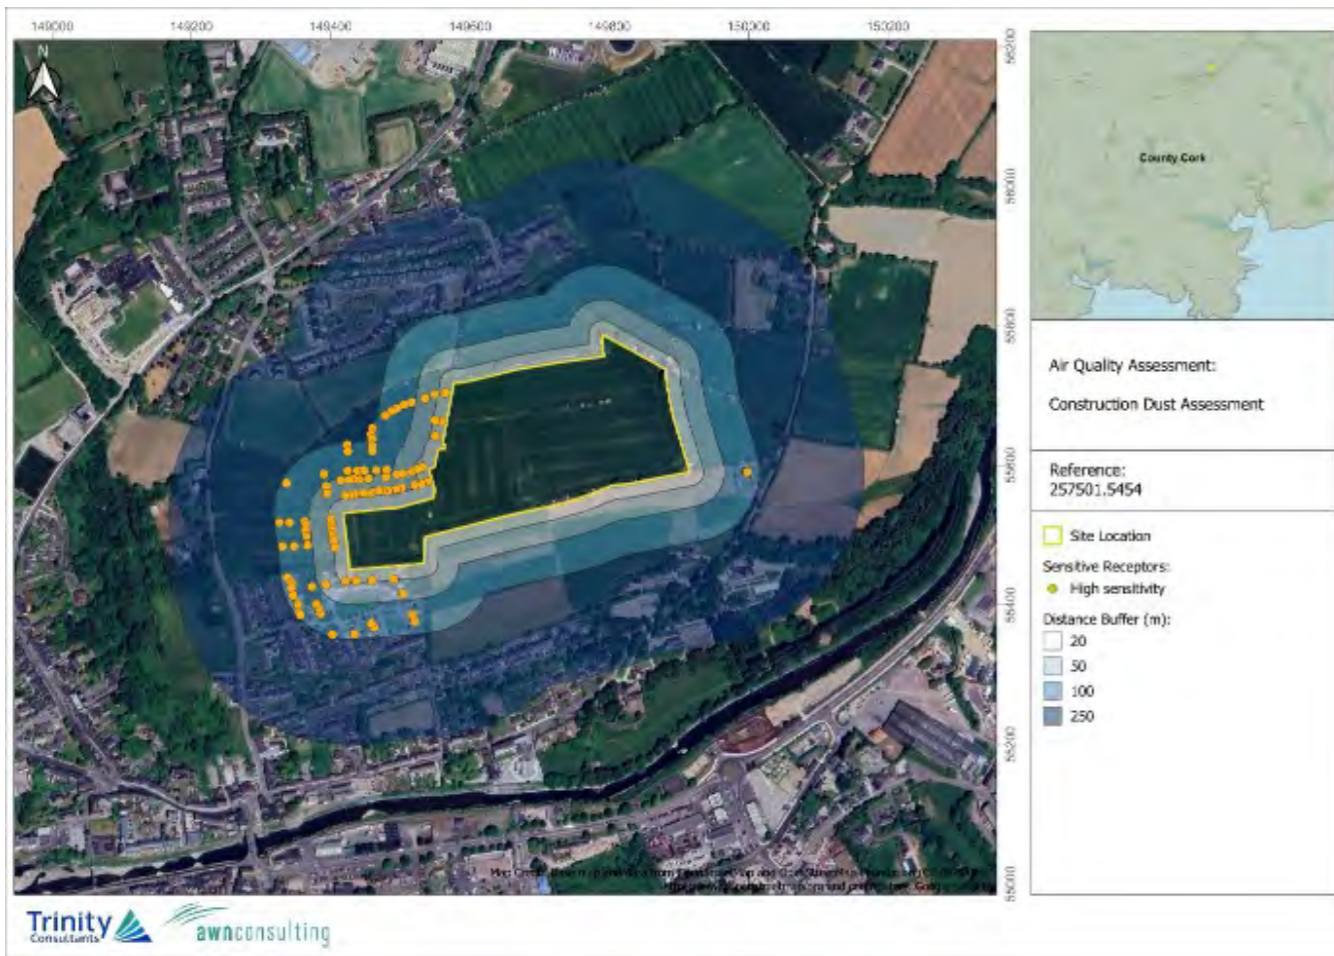 149000 149200 149400 149600 149800 150000 150200
N
56200
56000
55800
55600
55400
55200
55000
County Cork
Air Quality Assessment:
Construction Dust Assessment
Reference:
257501.5454
Site Location
Sensitive Receptors:
High sensitivity
Distance Buffer (m):
20
50
100
250
Trinity
Consultants
awnconsulting